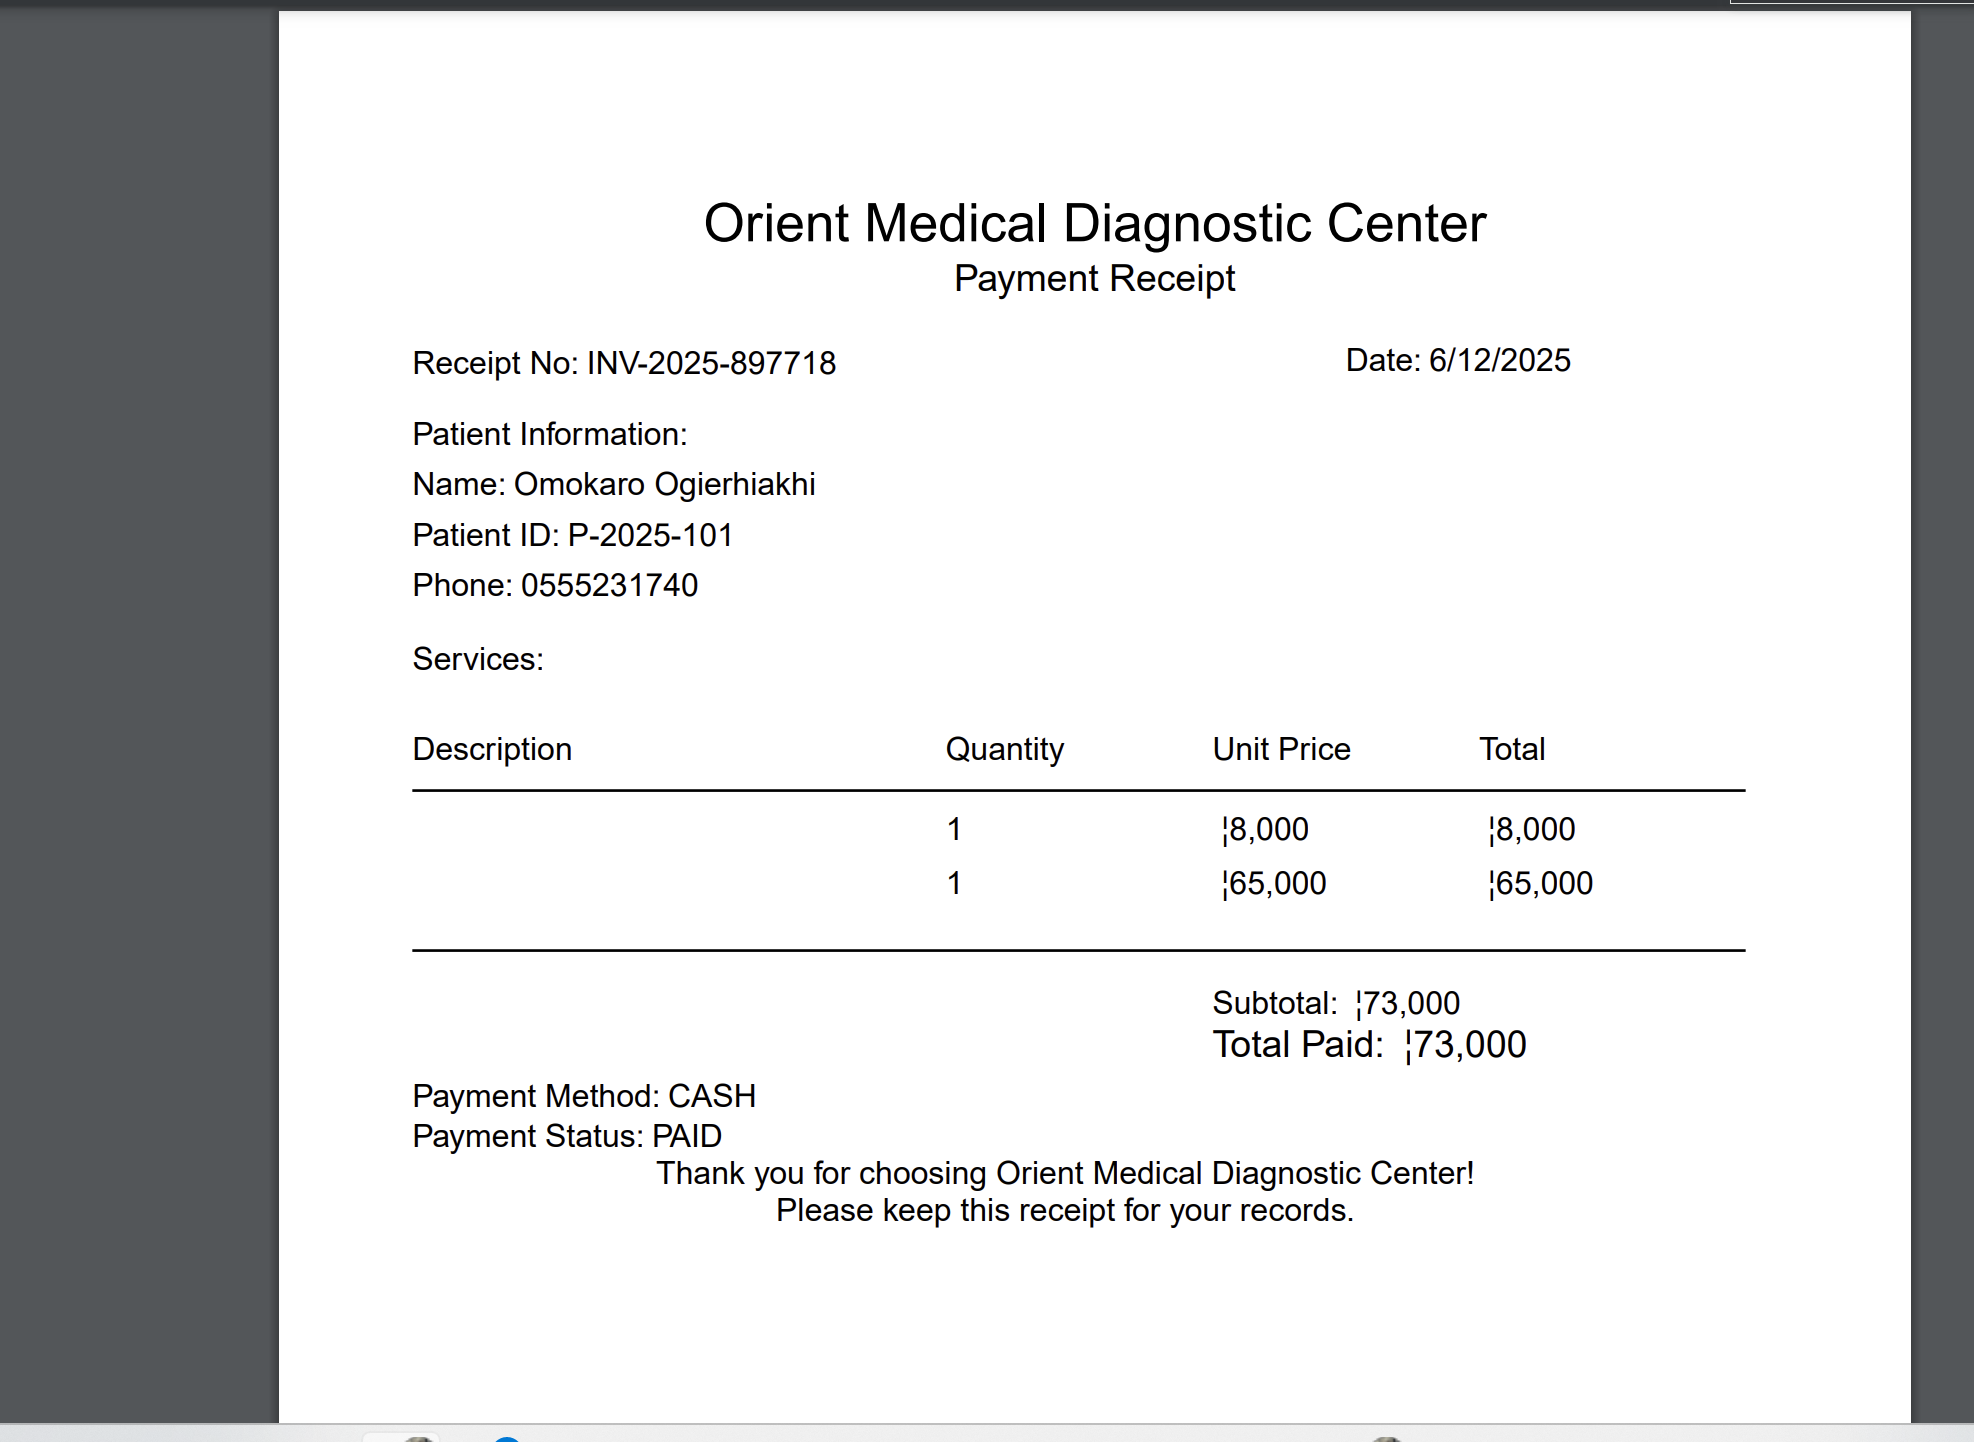 Orient Medical Diagnostic Center
Payment Receipt
Receipt No: INV-2025-897718 Date: 6/12/2025
Patient Information:
Name: Omokaro Ogierhiakhi
Patient ID: P-2025-101
Phone: 0555231740
Services:
Description Quantity Unit Price Total
1 ¦8,000 ¦8,000
1 ¦65,000 ¦65,000
Subtotal: ¦73,000
Total Paid: ¦73,000
Payment Method: CASH
Payment Status: PAID
Thank you for choosing Orient Medical Diagnostic Center!
Please keep this receipt for your records.